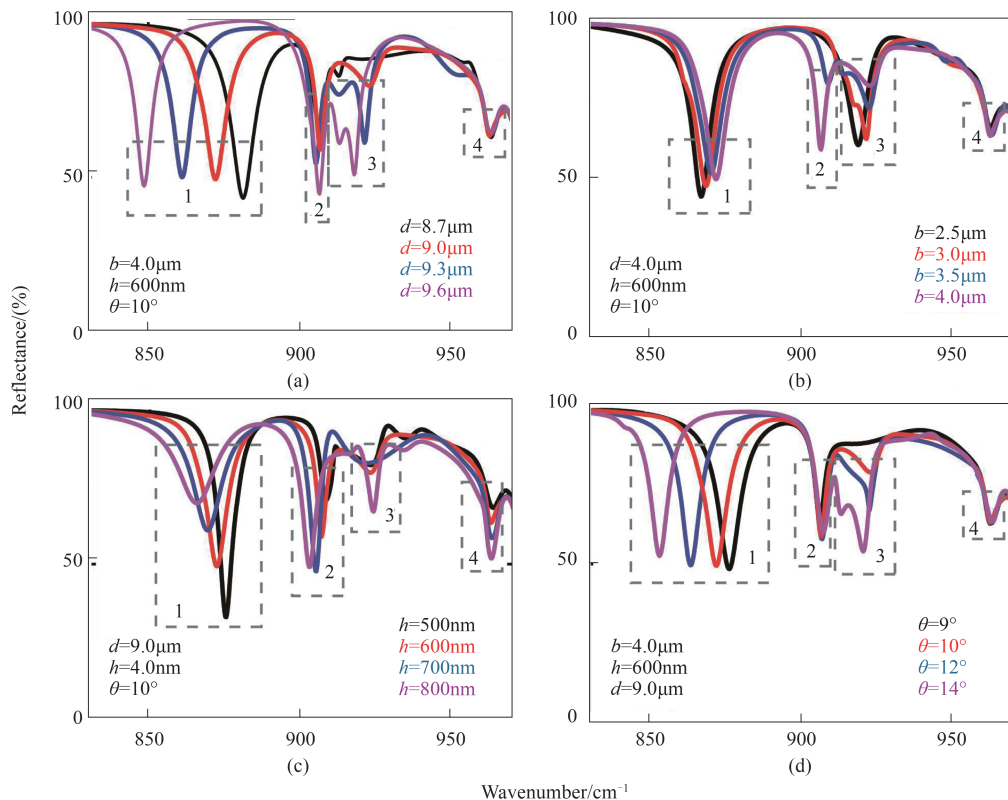 Reflectance/(%)
100
50
0
1
2
3
4
b=4.0μm
h=600nm
θ=10°
d=8.7μm
d=9.0μm
d=9.3μm
d=9.6μm
850
900
950
(a)
100
50
0
1
2
3
4
d=4.0μm
h=600nm
θ=10°
b=2.5μm
b=3.0μm
b=3.5μm
b=4.0μm
850
900
950
(b)
100
50
0
1
2
3
4
d=9.0μm
h=4.0nm
θ=10°
h=500nm
h=600nm
h=700nm
h=800nm
850
900
950
(c)
100
50
0
1
2
3
4
b=4.0μm
h=600nm
d=9.0μm
θ=9°
θ=10°
θ=12°
θ=14°
850
900
950
(d)
Wavenumber/cm⁻¹